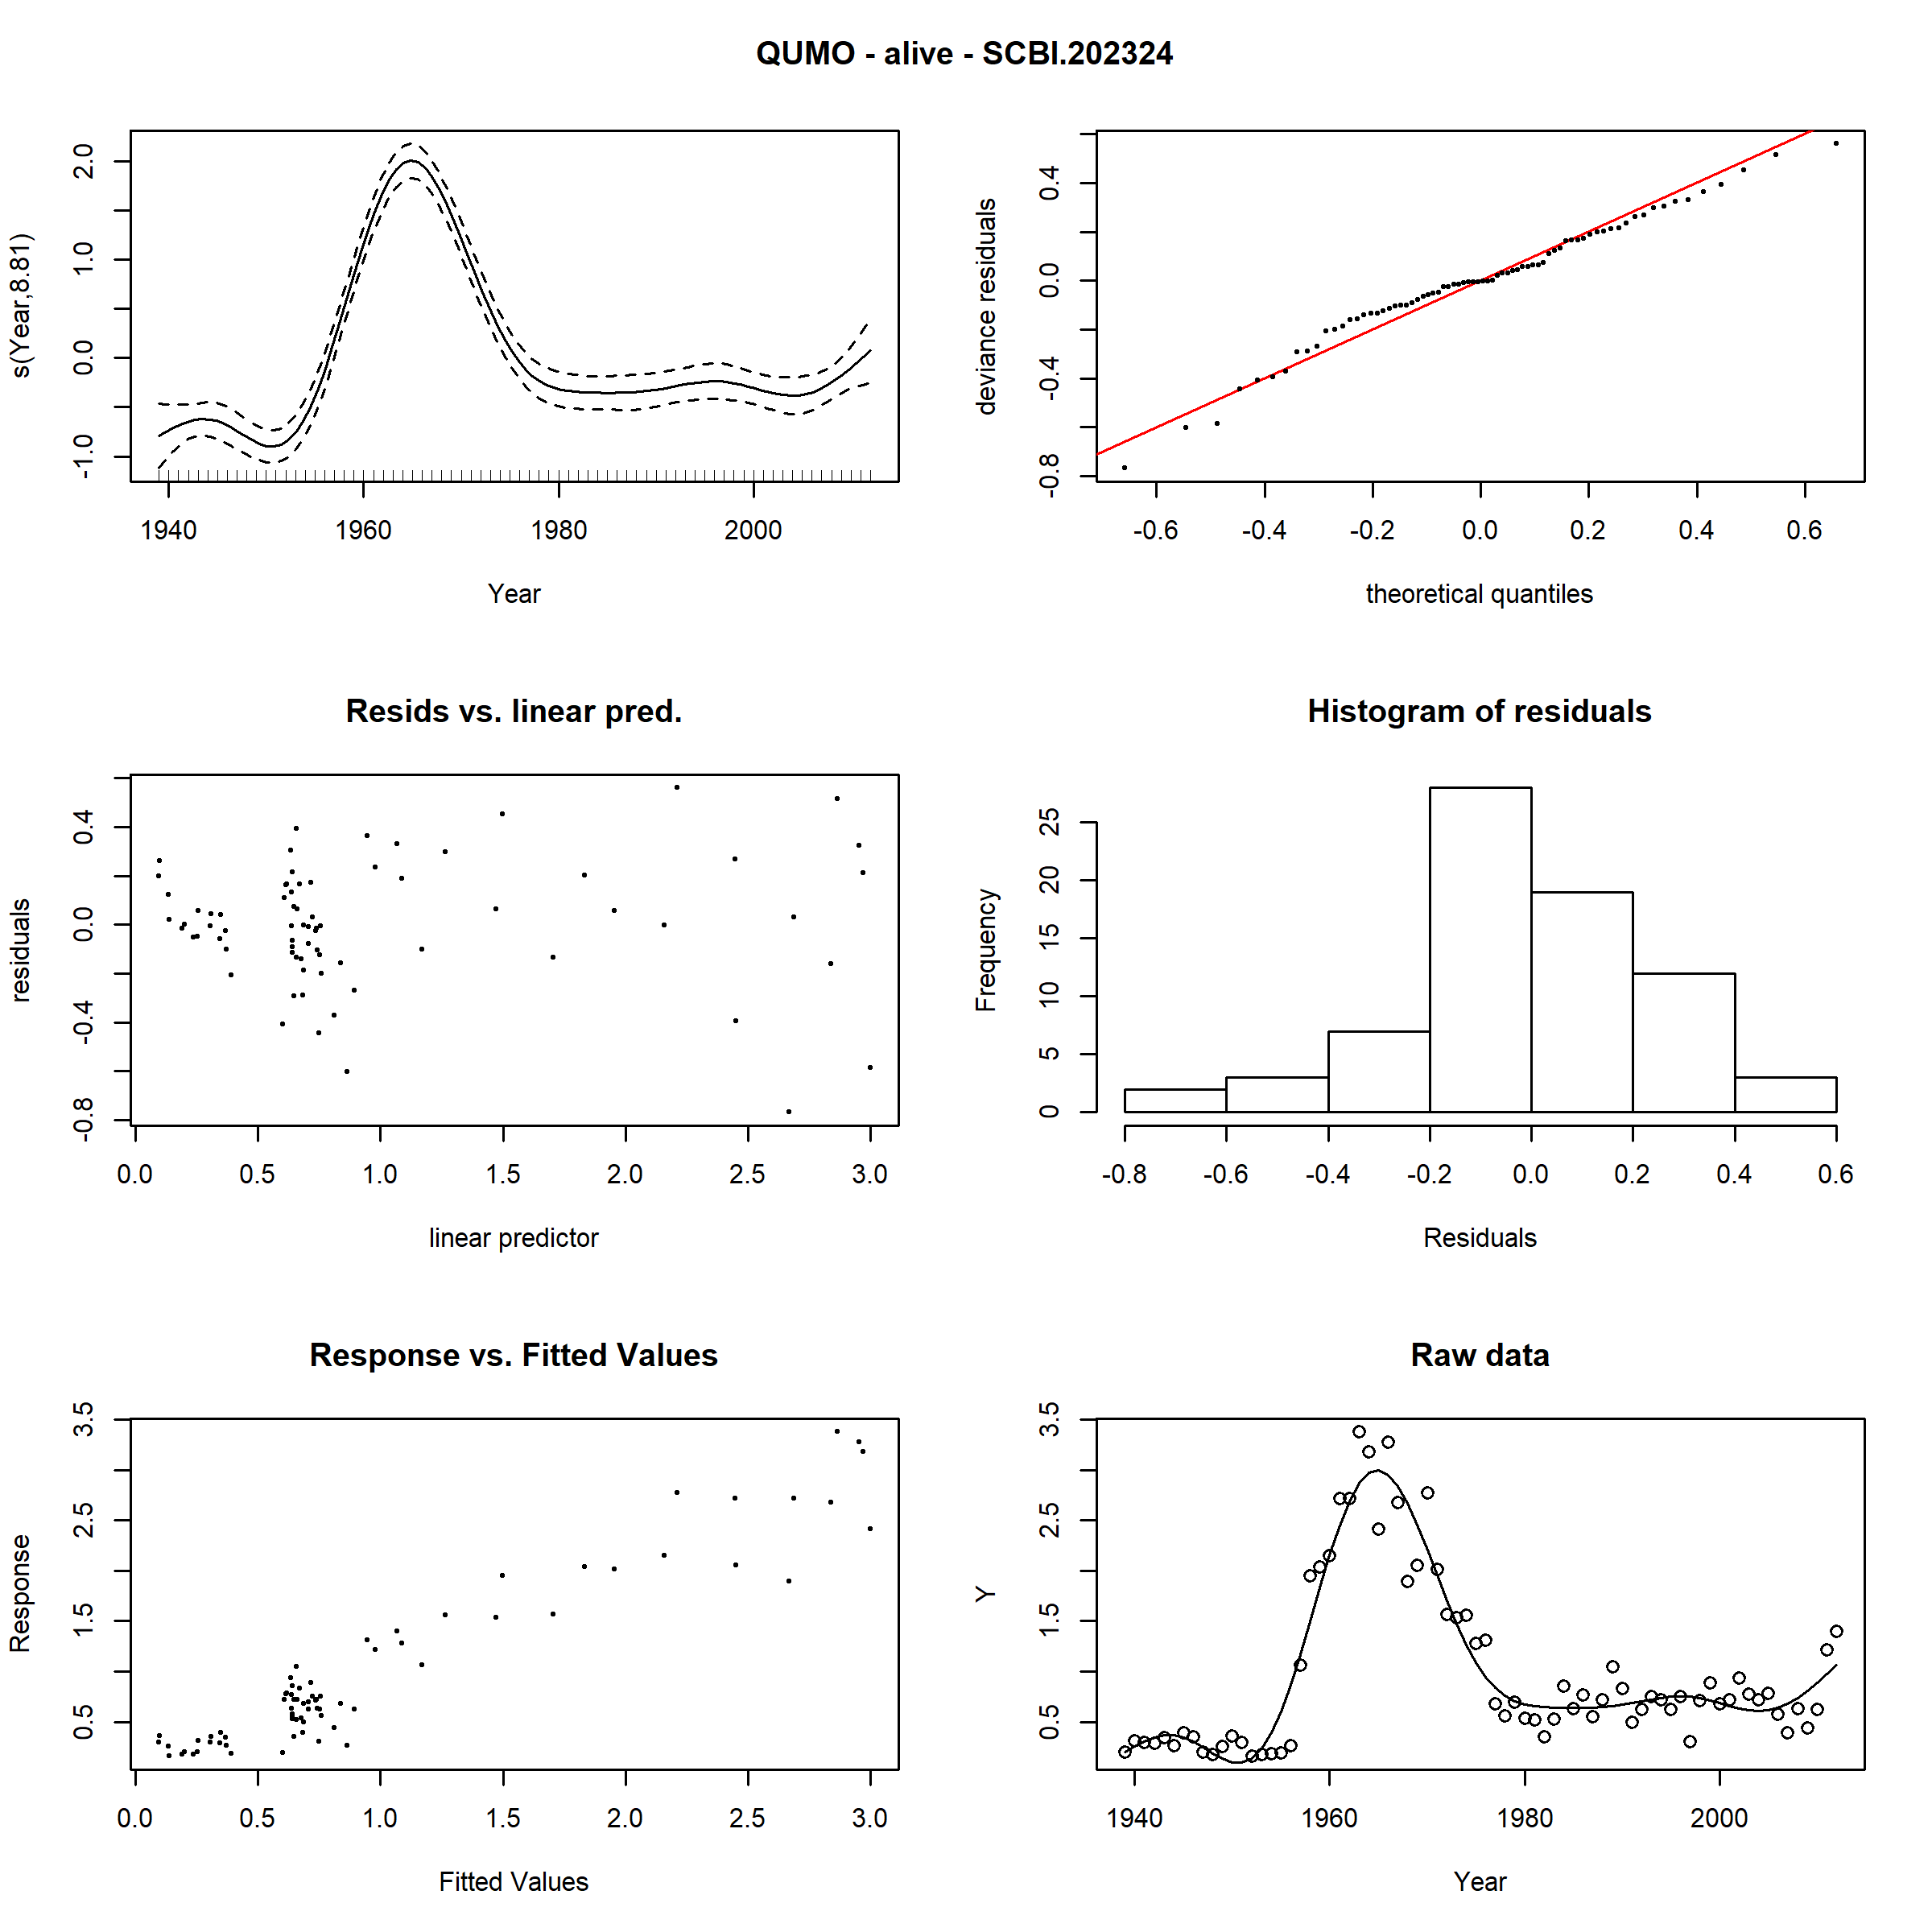 QUMO - alive - SCBI.202324
s(Year,8.81)
2.0
1.0
0.0
-1.0
1940 1960 1980 2000
Year
deviance residuals
0.4
0.0
-0.4
-0.8
-0.6 -0.4 -0.2 0.0 0.2 0.4 0.6
theoretical quantiles
Resids vs. linear pred.
residuals
0.4
0.0
-0.4
-0.8
0.0 0.5 1.0 1.5 2.0 2.5 3.0
linear predictor
Histogram of residuals
Frequency
25
20
15
10
5
0
-0.8 -0.6 -0.4 -0.2 0.0 0.2 0.4 0.6
Residuals
Response vs. Fitted Values
Response
3.5
2.5
1.5
0.5
0.0 0.5 1.0 1.5 2.0 2.5 3.0
Fitted Values
Raw data
Y
3.5
2.5
1.5
0.5
1940 1960 1980 2000
Year